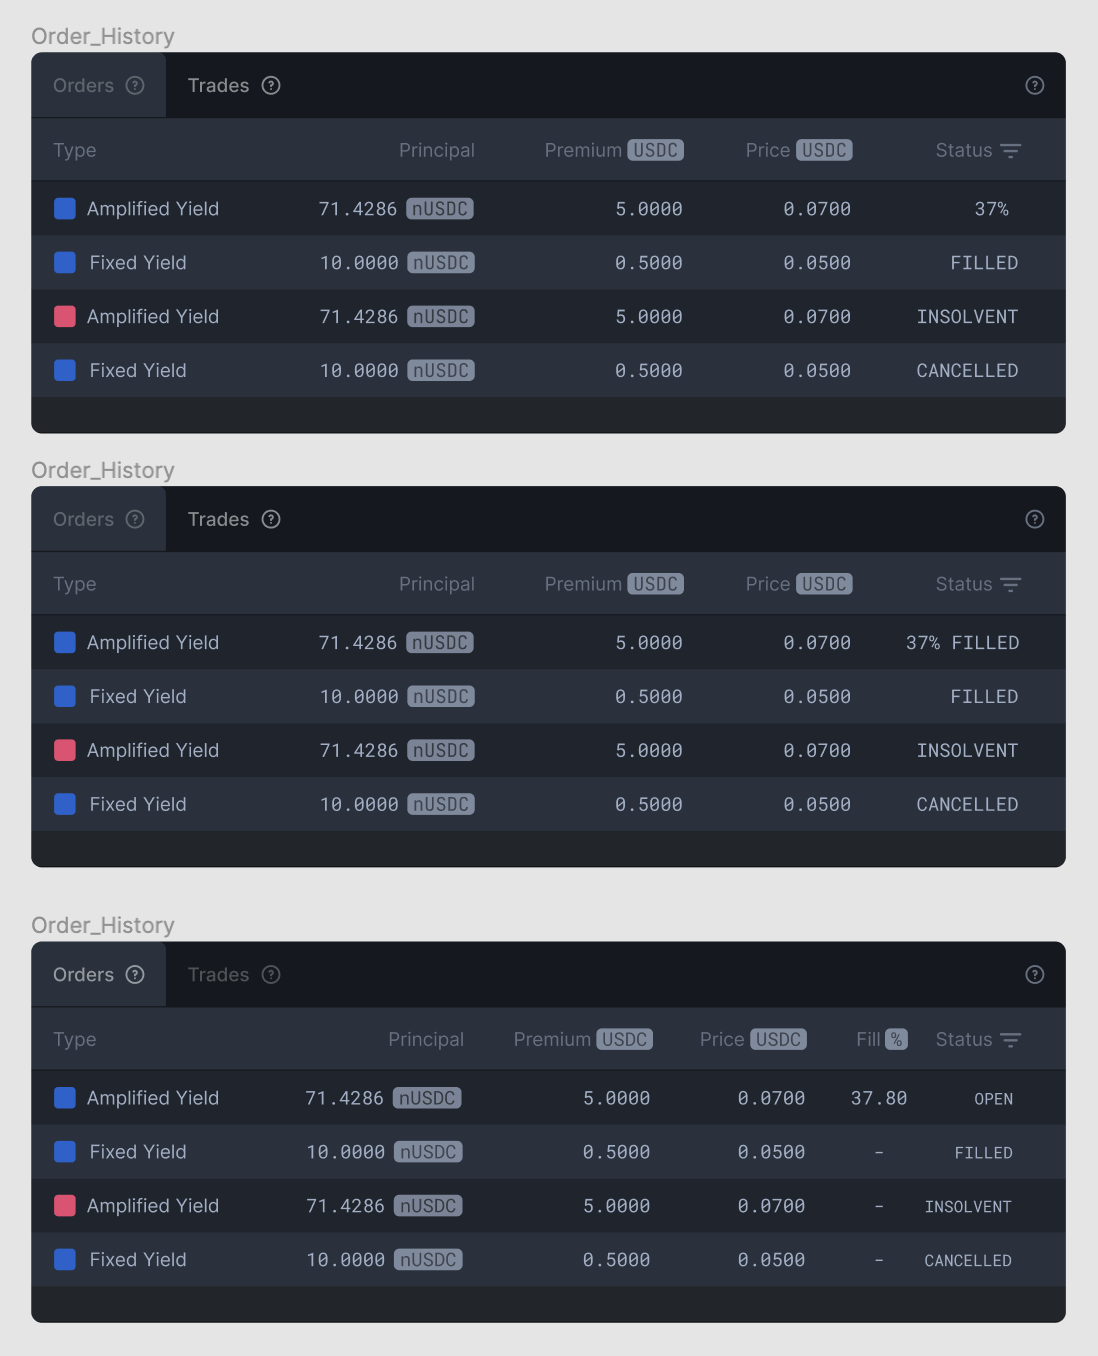 Order_History
Orders ? Trades ? ?
Type Principal Premium USDC Price USDC Status
Amplified Yield 71.4286 nUSDC 5.0000 0.0700 37%
Fixed Yield 10.0000 nUSDC 0.5000 0.0500 FILLED
Amplified Yield 71.4286 nUSDC 5.0000 0.0700 INSOLVENT
Fixed Yield 10.0000 nUSDC 0.5000 0.0500 CANCELLED
Order_History
Orders ? Trades ? ?
Type Principal Premium USDC Price USDC Status
Amplified Yield 71.4286 nUSDC 5.0000 0.0700 37% FILLED
Fixed Yield 10.0000 nUSDC 0.5000 0.0500 FILLED
Amplified Yield 71.4286 nUSDC 5.0000 0.0700 INSOLVENT
Fixed Yield 10.0000 nUSDC 0.5000 0.0500 CANCELLED
Order_History
Orders ? Trades ? ?
Type Principal Premium USDC Price USDC Fill % Status
Amplified Yield 71.4286 nUSDC 5.0000 0.0700 37.80 OPEN
Fixed Yield 10.0000 nUSDC 0.5000 0.0500 - FILLED
Amplified Yield 71.4286 nUSDC 5.0000 0.0700 - INSOLVENT
Fixed Yield 10.0000 nUSDC 0.5000 0.0500 - CANCELLED